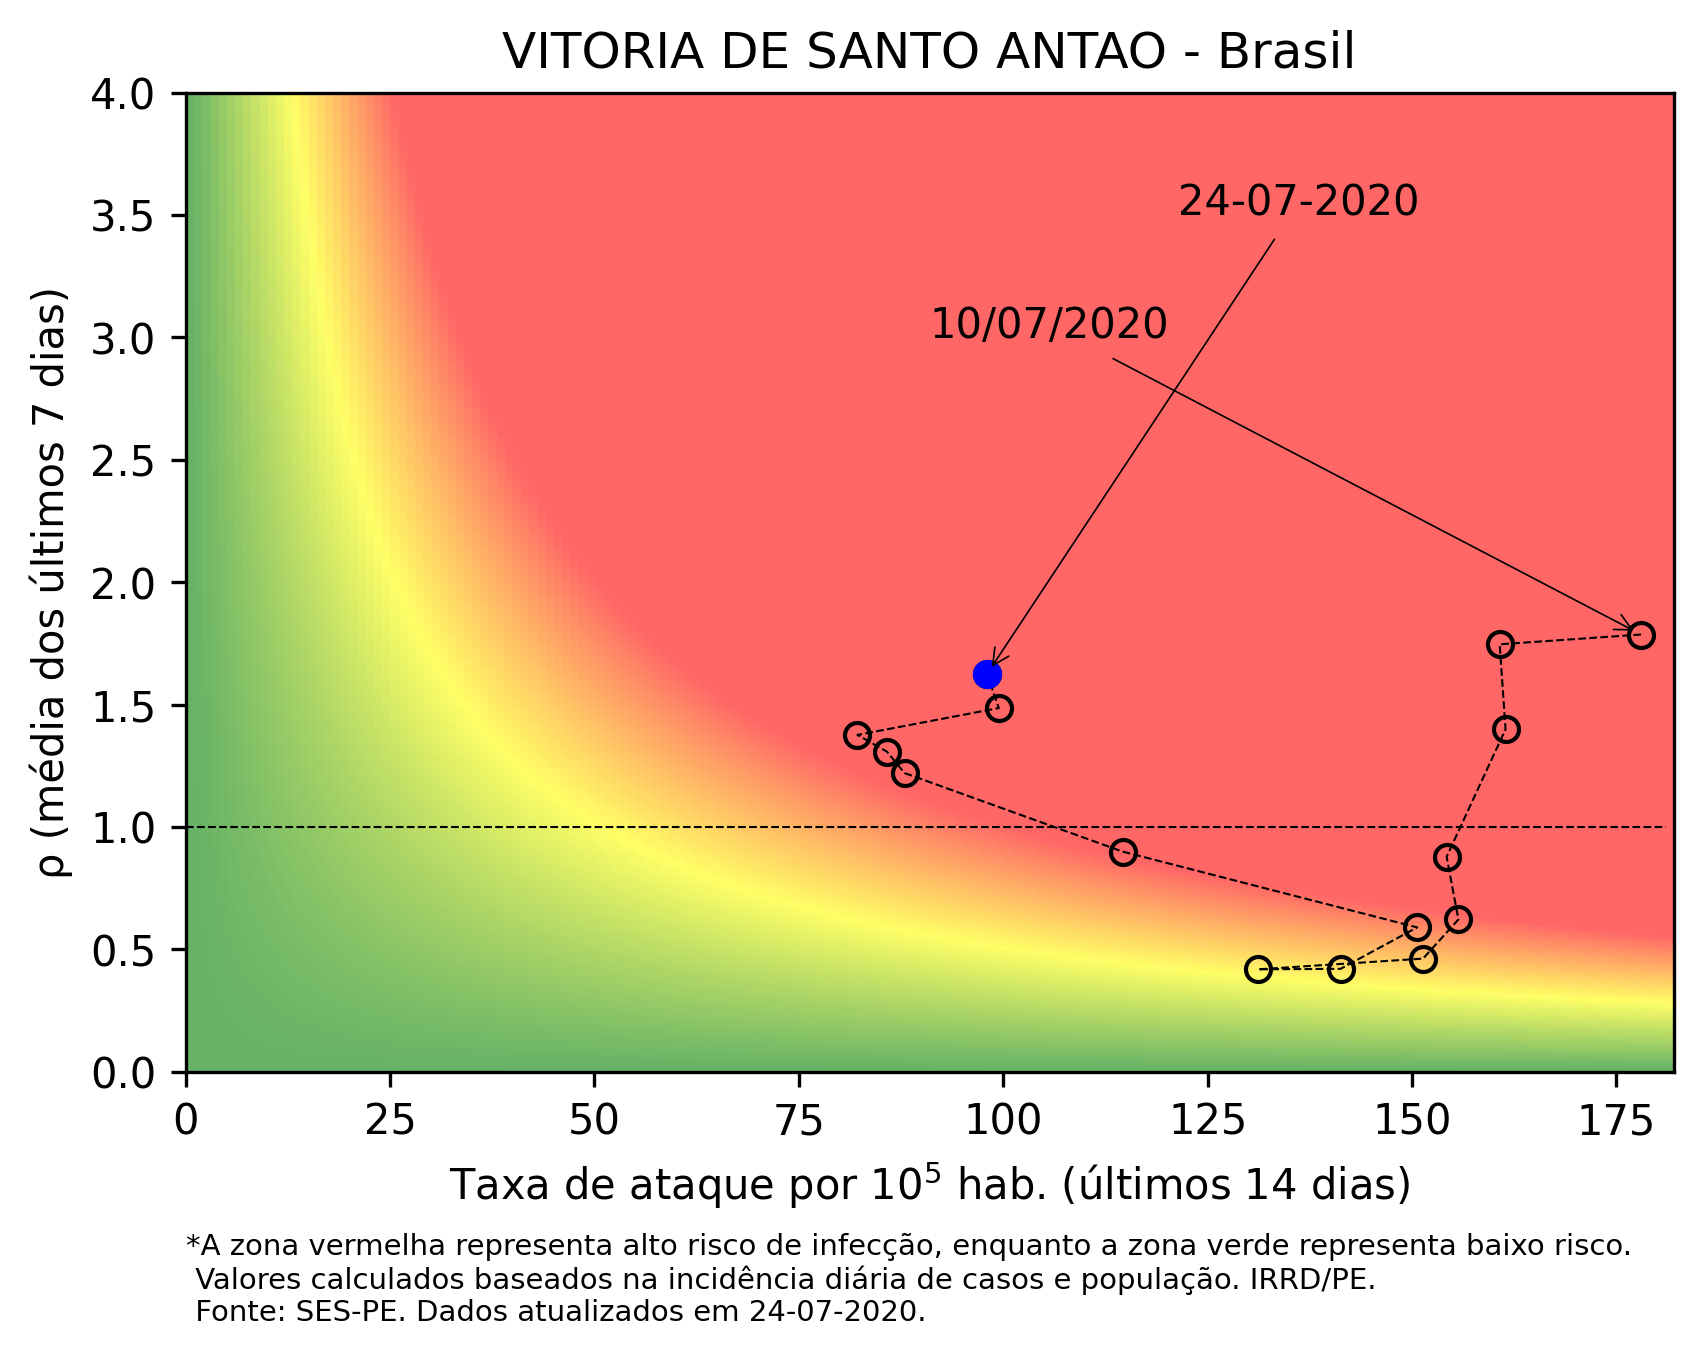 VITORIA DE SANTO ANTAO - Brasil
4.0
3.5
3.0
2.5
2.0
1.5
1.0
0.5
0.0
ρ (média dos últimos 7 dias)
24-07-2020
10/07/2020
0 25 50 75 100 125 150 175
Taxa de ataque por 10⁵ hab. (últimos 14 dias)
*A zona vermelha representa alto risco de infecção, enquanto a zona verde representa baixo risco.
Valores calculados baseados na incidência diária de casos e população. IRRD/PE.
Fonte: SES-PE. Dados atualizados em 24-07-2020.